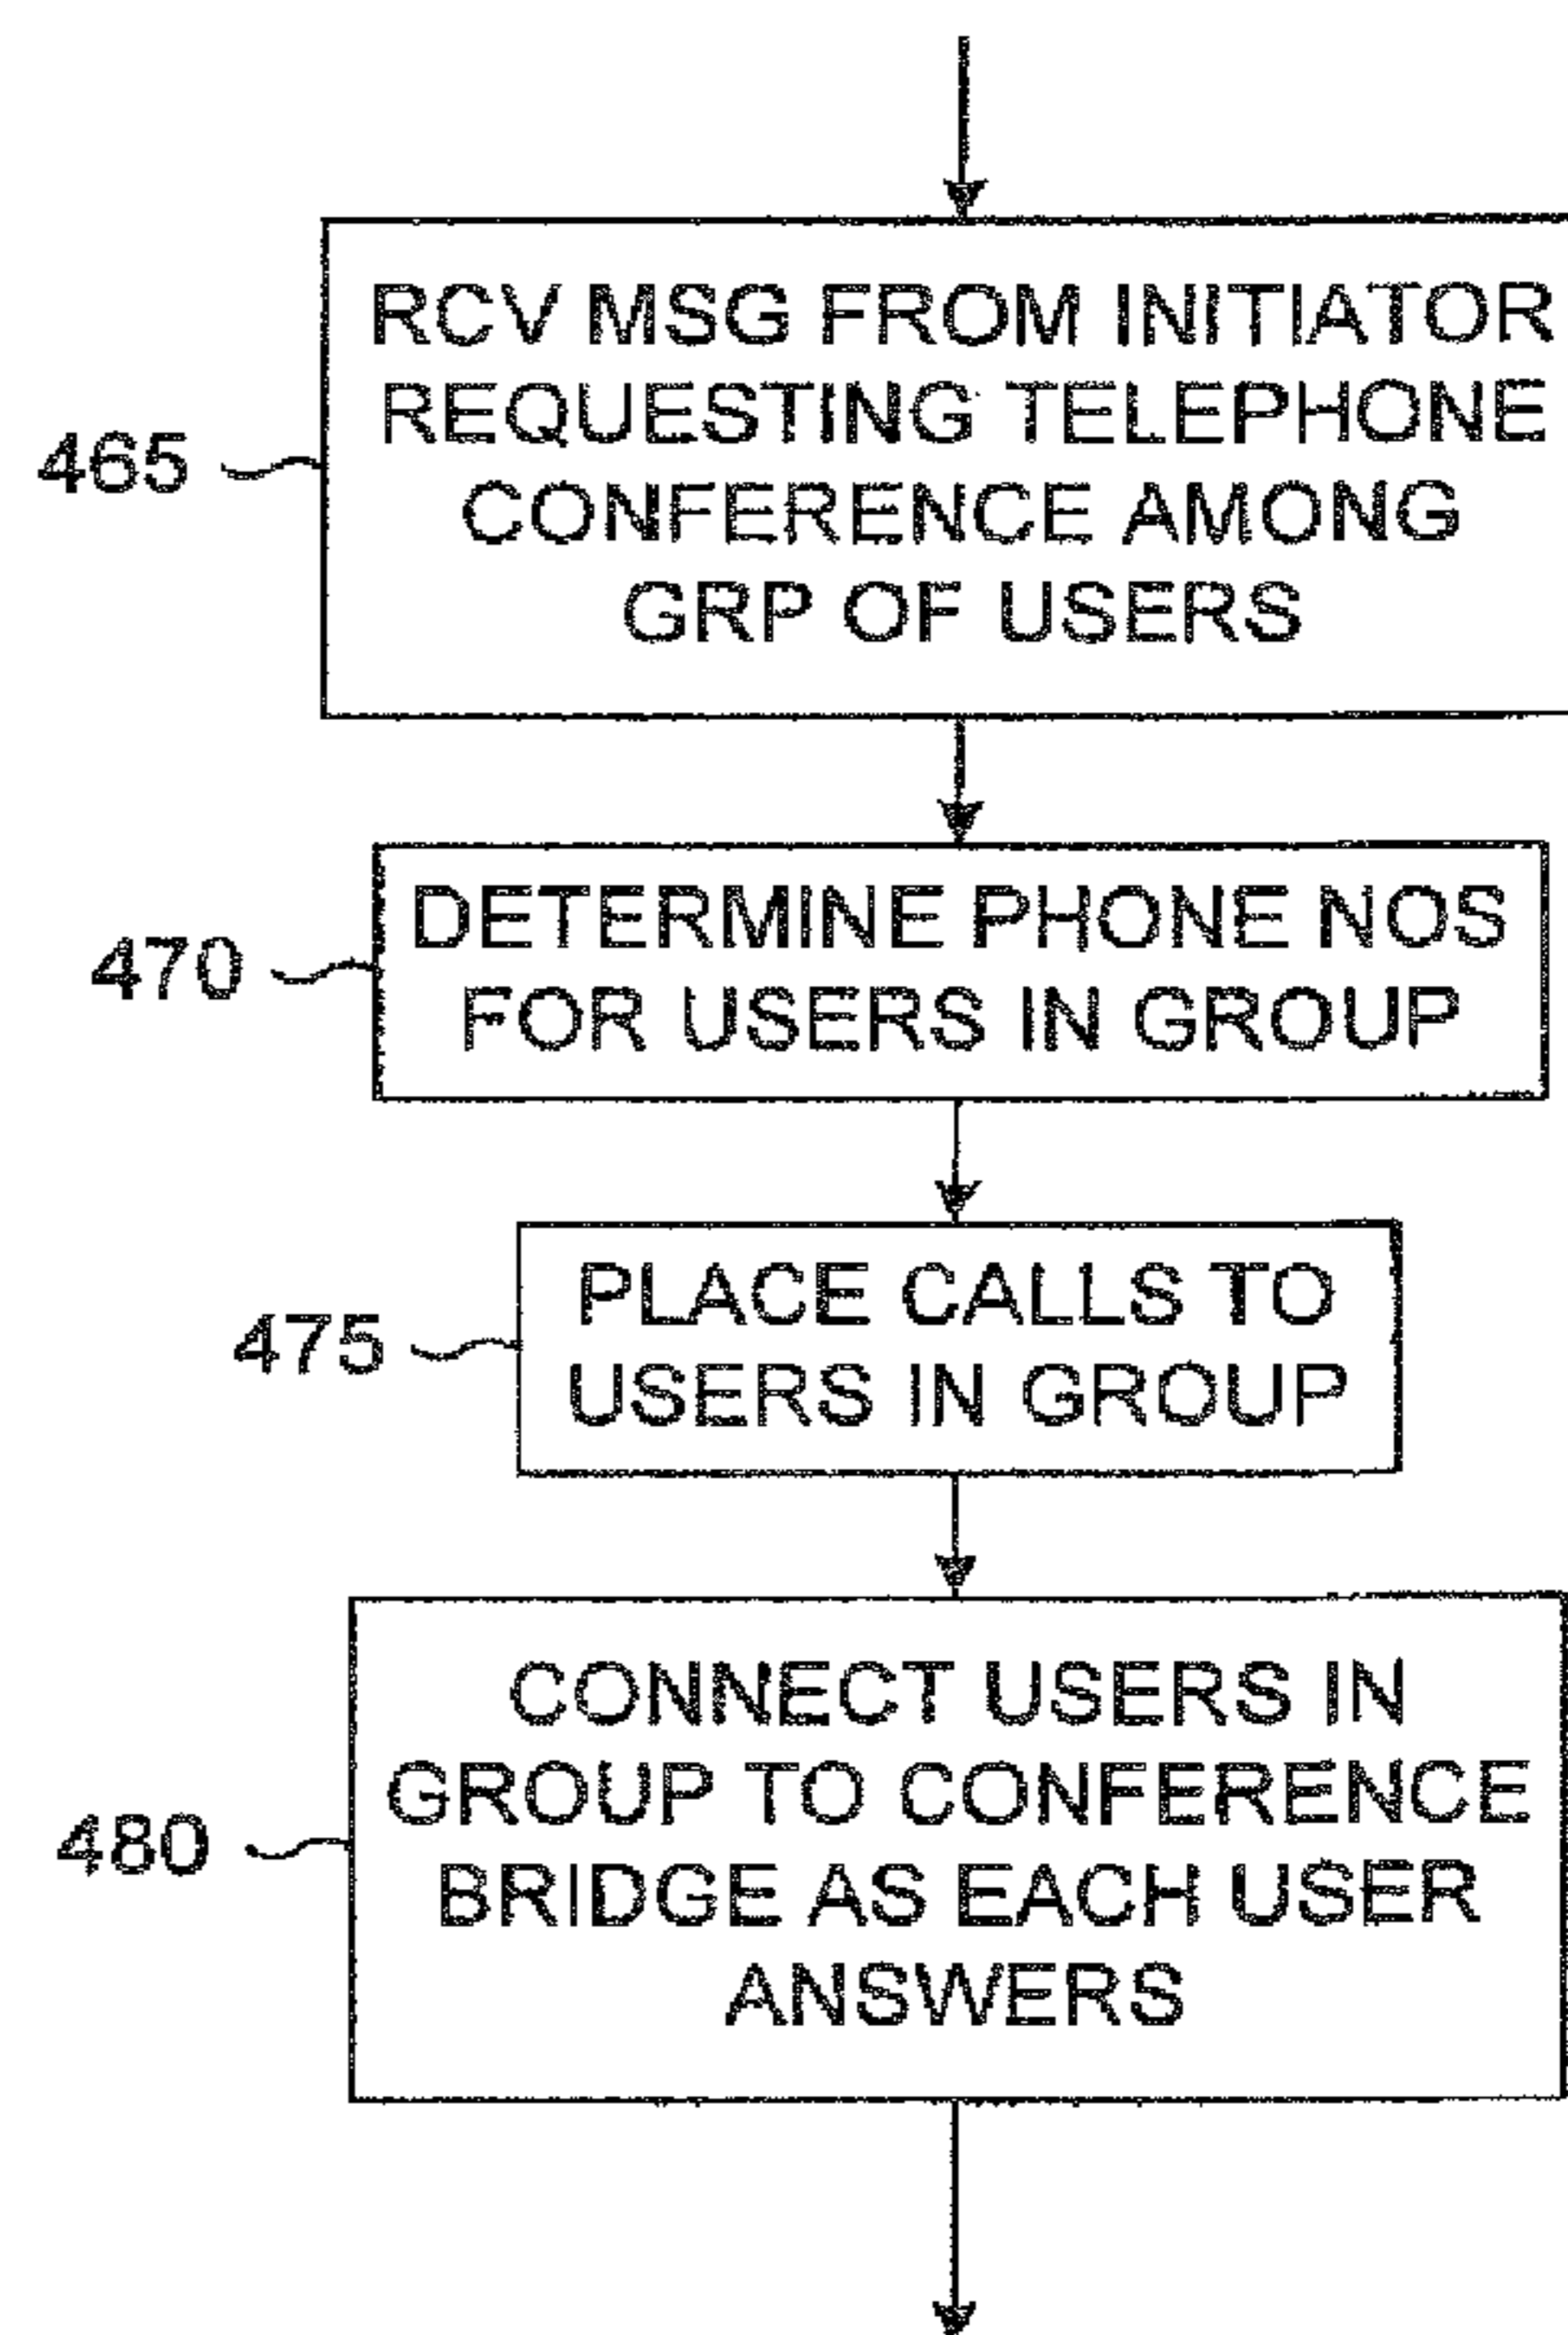 RCV MSG FROM INITIATOR
REQUESTING TELEPHONE
CONFERENCE AMONG
GRP OF USERS
465
DETERMINE PHONE NOS
FOR USERS IN GROUP
470
PLACE CALLS TO
USERS IN GROUP
475
CONNECT USERS IN
GROUP TO CONFERENCE
BRIDGE AS EACH USER
ANSWERS
480